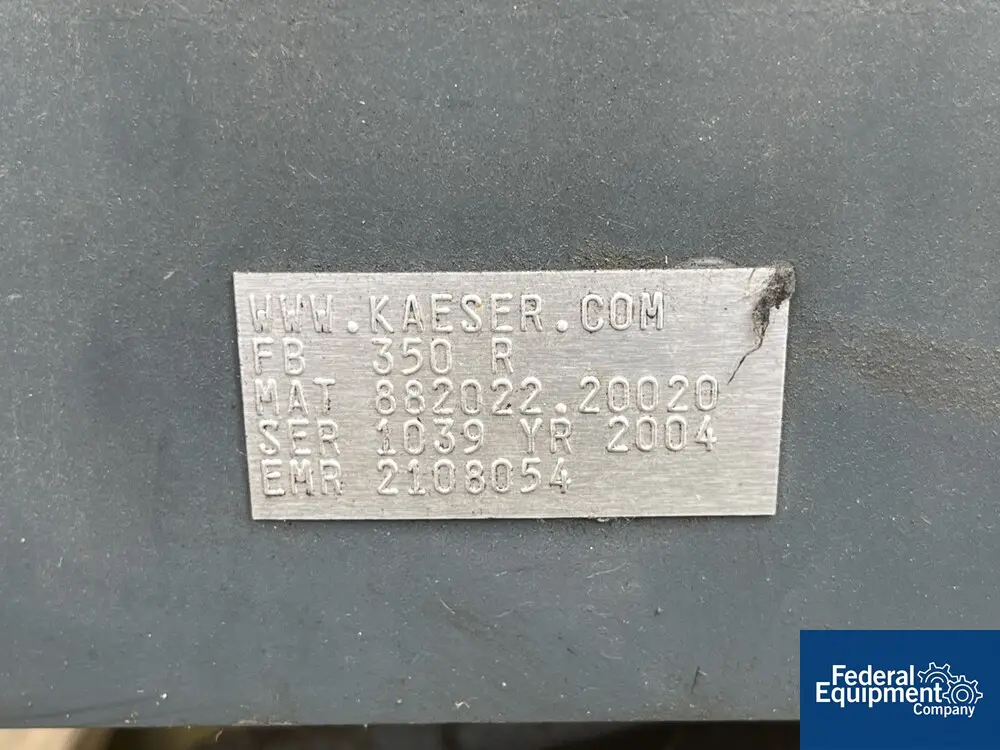 WWW.KAESER.COM
FB 350 R
MAT 882022.20020
SER 1039 YR 2004
EMR 2108054
Federal
Equipment
Company